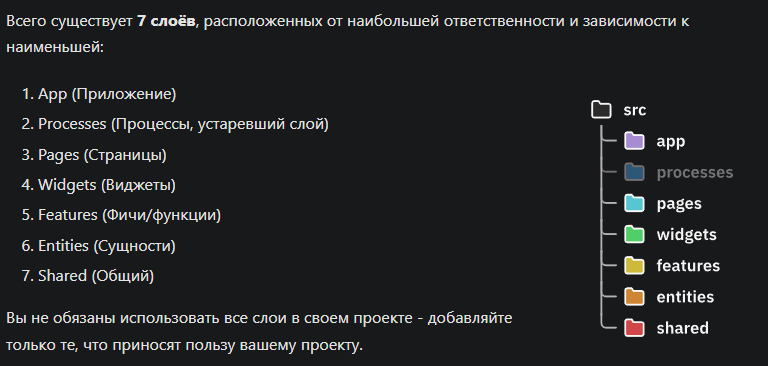 Всего существует 7 слоёв, расположенных от наибольшей ответственности и зависимости к
наименьшей:
1. App (Приложение)
2. Processes (Процессы, устаревший слой)
3. Pages (Страницы)
4. Widgets (Виджеты)
5. Features (Фичи/функции)
6. Entities (Сущности)
7. Shared (Общий)
Вы не обязаны использовать все слои в своем проекте - добавляйте
только те, что приносят пользу вашему проекту.
src
app
processes
pages
widgets
features
entities
shared